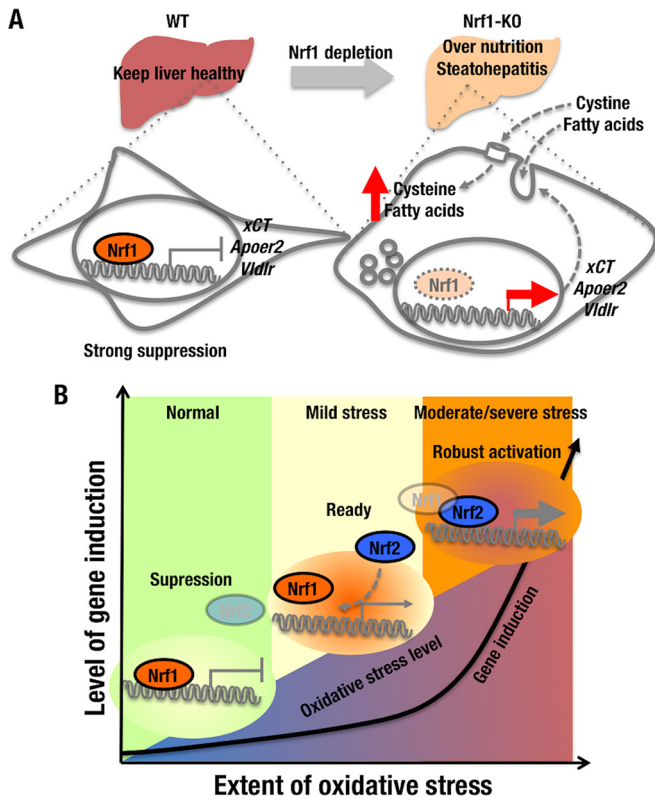 A
WT
Nrf1-KO
Keep liver healthy
Nrf1 depletion
Over nutrition
Steatohepatitis
Cystine
Fatty acids
Cysteine
Fatty acids
Nrf1
xCT
Apoer2
Vldlr
Nrf1
xCT
Apoer2
Vldlr
Strong suppression
B
Normal
Mild stress
Moderate/severe stress
Robust activation
Nrf1
Nrf2
Ready
Nrf2
Supression
Nrf1
Nrf2
Nrf1
Oxidative stress level
Gene induction
Level of gene induction
Extent of oxidative stress